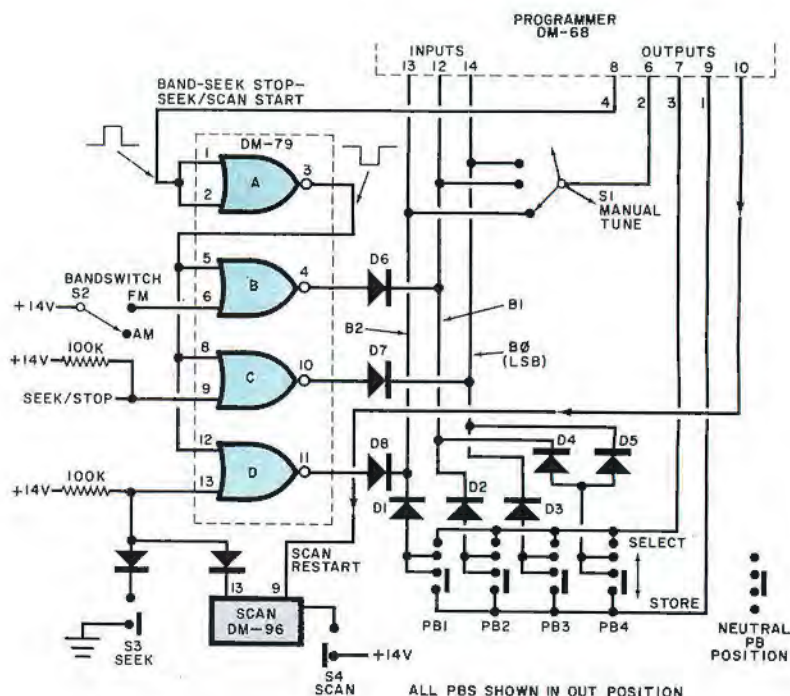 PROGRAMMER
DM-68
INPUTS
OUTPUTS
13 12 14
8 6 7 9 10
BAND-SEEK STOP-
SEEK/SCAN START
4 2 3 1
DM-79
1
2
A
3
S1
MANUAL
TUNE
5
6
B
4
D6
BANDSWITCH
S2
FM
+14V
AM
B2
B1
BØ
(LSB)
100K
+14V
8
9
C
10
D7
SEEK/STOP
12
13
D
11
D8
D4
D5
100K
+14V
D1
D2
D3
SCAN
RESTART
SELECT
13
9
SCAN
DM-96
STORE
S3
SEEK
PB1
PB2
PB3
PB4
NEUTRAL
PB
POSITION
+14V
S4
SCAN
ALL PBS SHOWN IN OUT POSITION